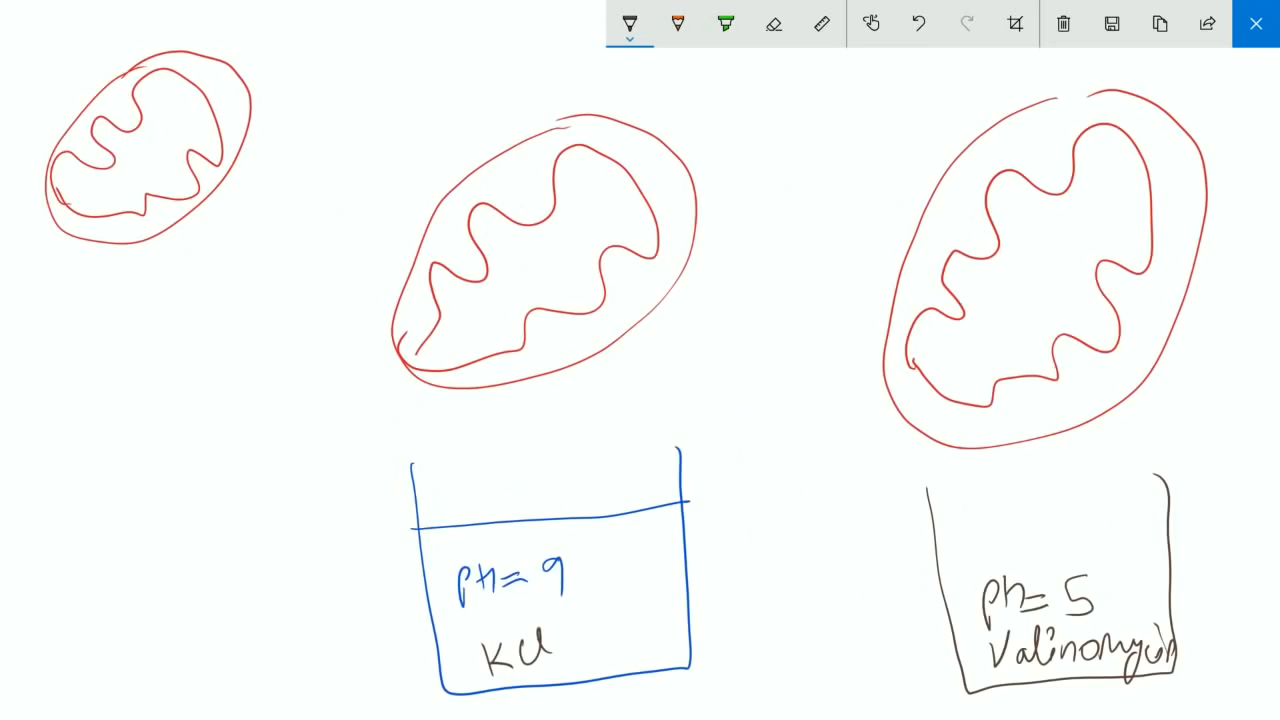 pH = 9
KCl
pH = 5
Valinomycin